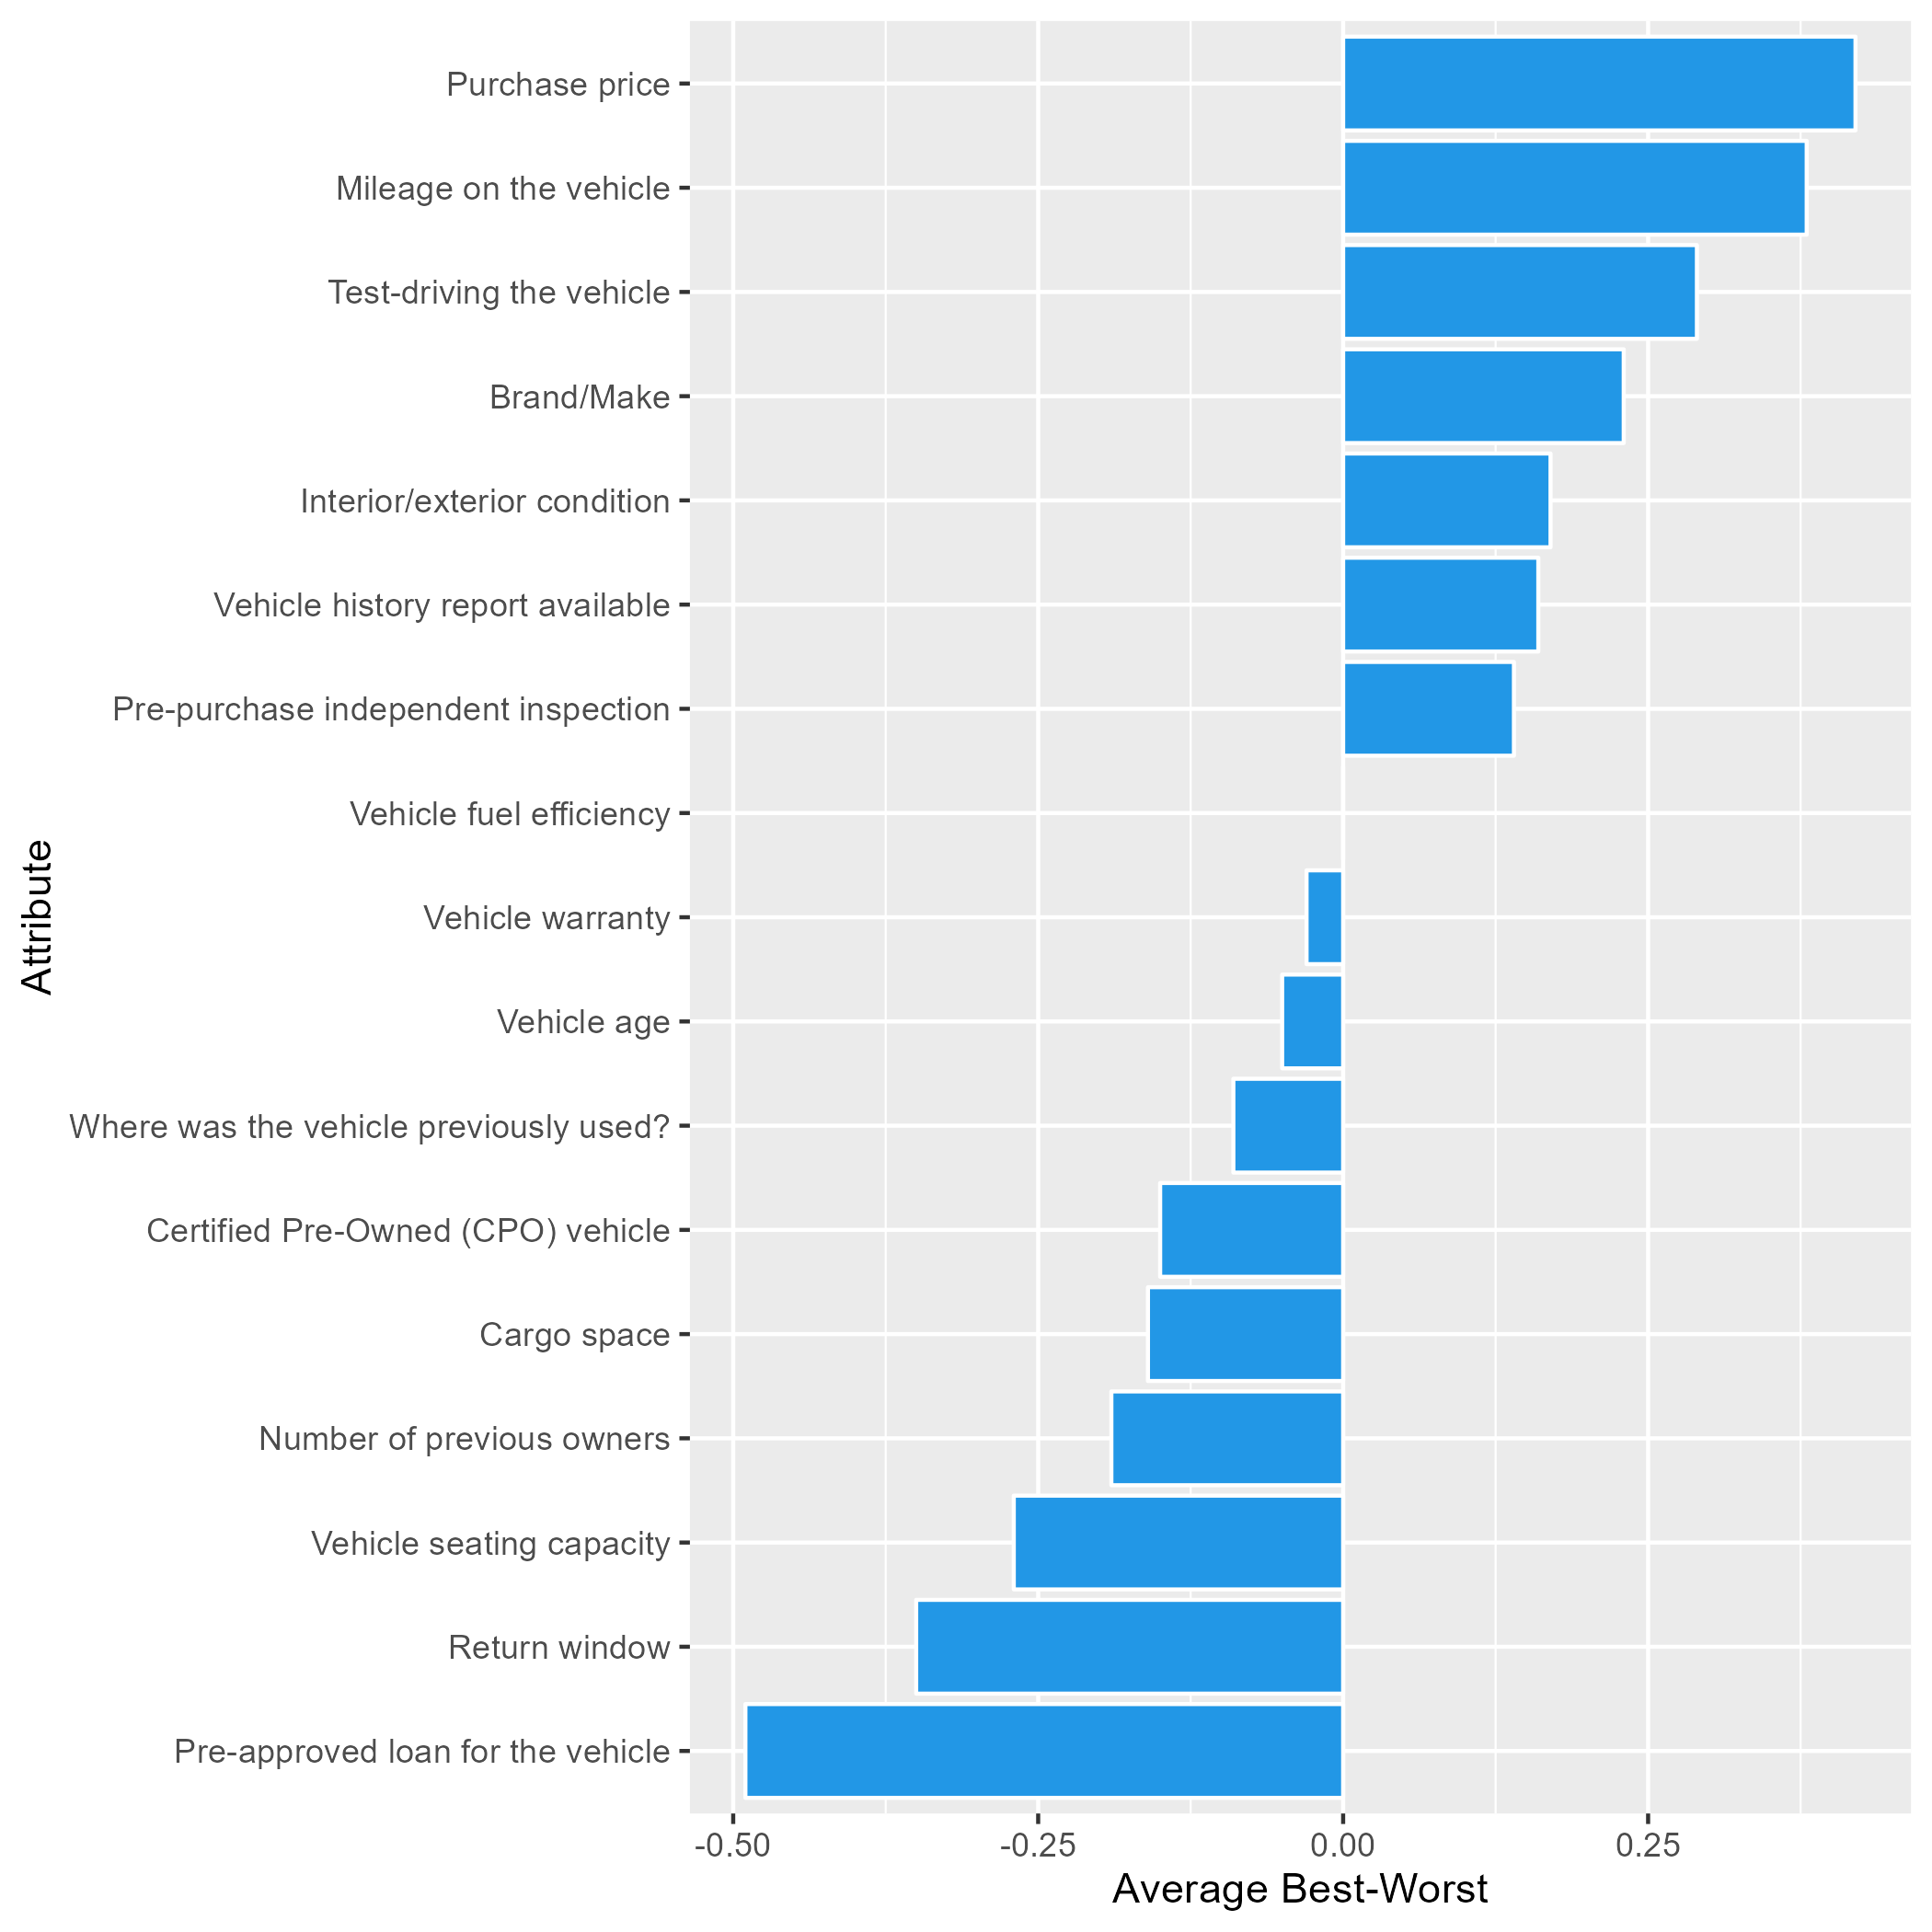 Purchase price
Mileage on the vehicle
Test-driving the vehicle
Brand/Make
Interior/exterior condition
Vehicle history report available
Pre-purchase independent inspection
Vehicle fuel efficiency
Vehicle warranty
Vehicle age
Where was the vehicle previously used?
Certified Pre-Owned (CPO) vehicle
Cargo space
Number of previous owners
Vehicle seating capacity
Return window
Pre-approved loan for the vehicle
Attribute
-0.50 -0.25 0.00 0.25
Average Best-Worst